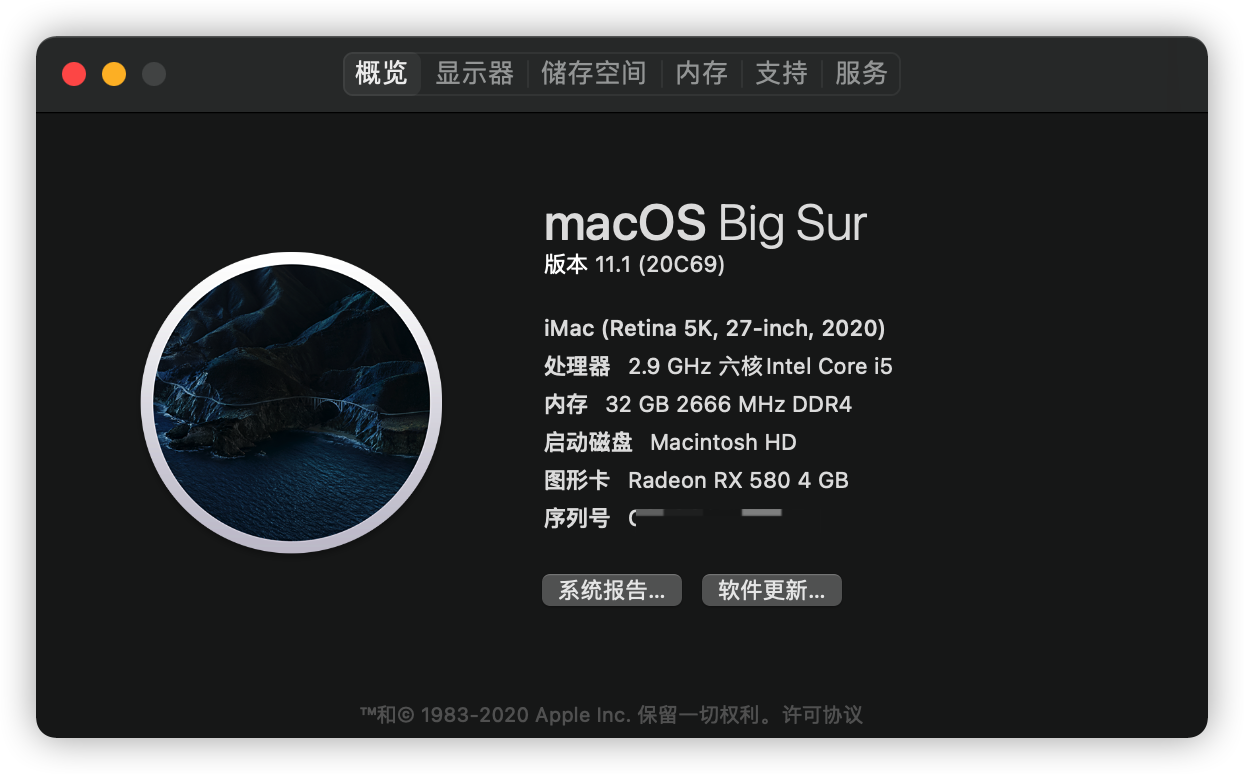 概览 显示器 储存空间 内存 支持 服务
macOS Big Sur
版本 11.1 (20C69)
iMac (Retina 5K, 27-inch, 2020)
处理器 2.9 GHz 六核Intel Core i5
内存 32 GB 2666 MHz DDR4
启动磁盘 Macintosh HD
图形卡 Radeon RX 580 4 GB
序列号
系统报告... 软件更新...
™和© 1983-2020 Apple Inc. 保留一切权利。许可协议